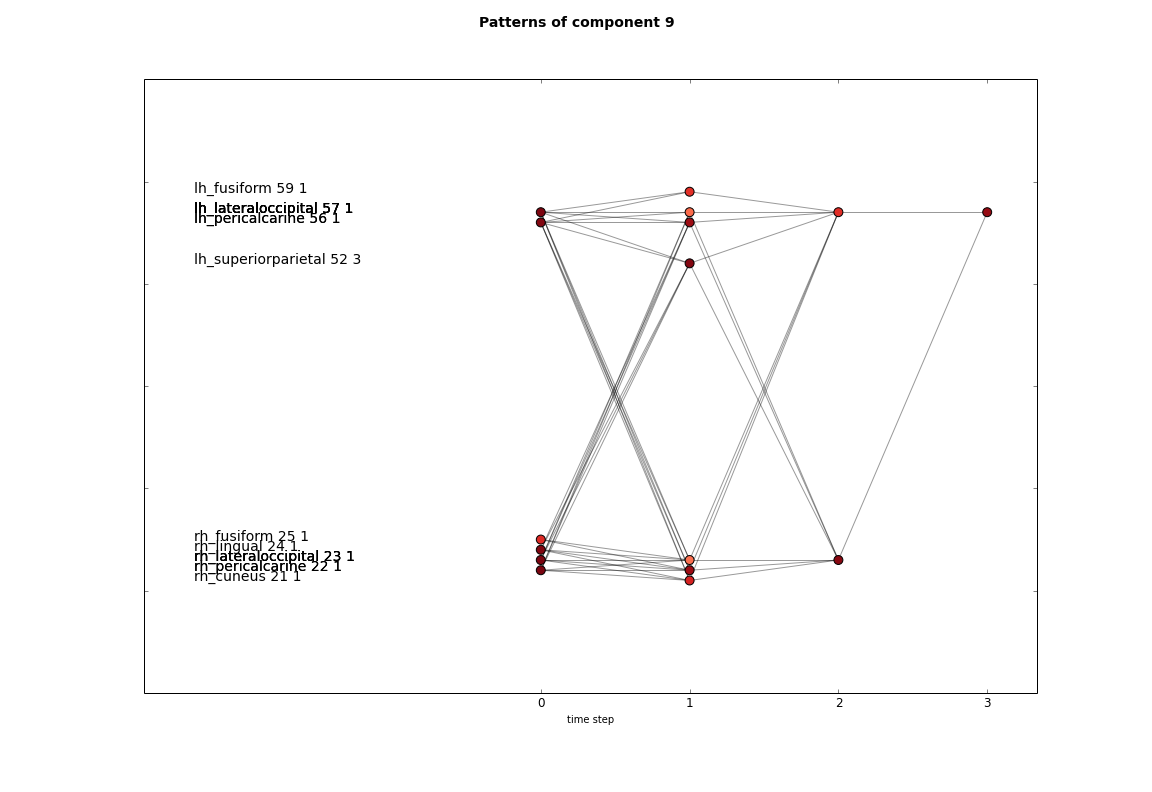 Patterns of component 9
lh_fusiform 59 1
lh_lateraloccipital 57 1
lh_pericalcarine 56 1
lh_superiorparietal 52 3
rh_fusiform 25 1
rh_lingual 24 1
rh_lateraloccipital 23 1
rh_pericalcarine 22 1
rh_cuneus 21 1
0 1 2 3
time step